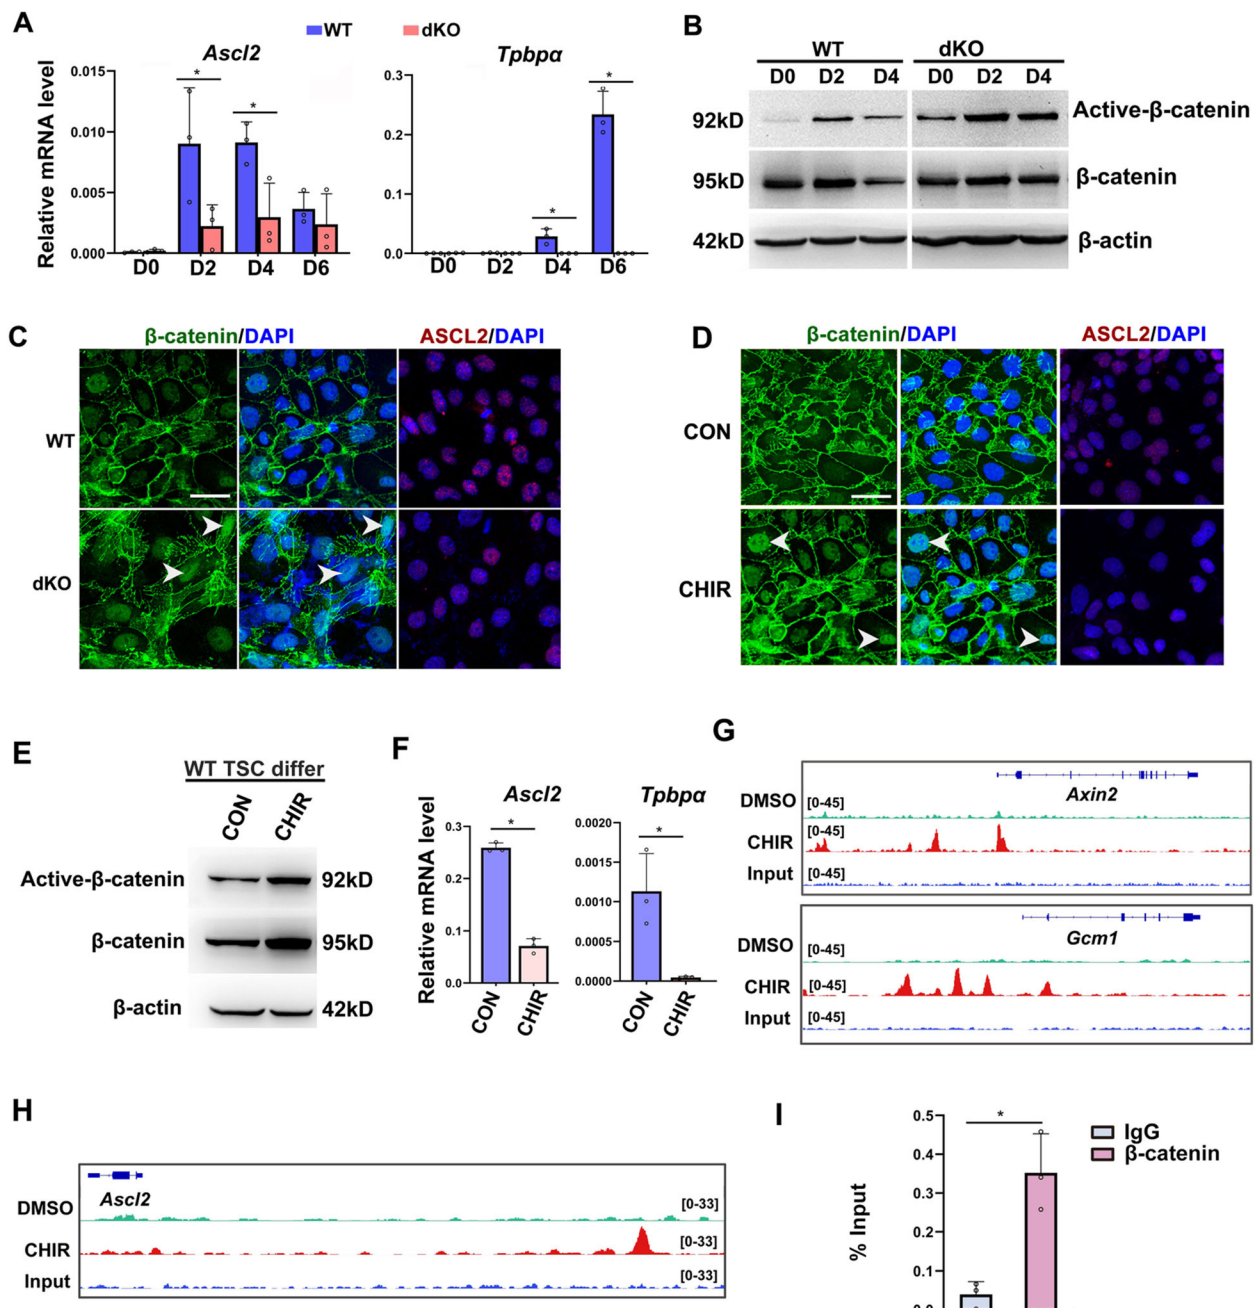 A
WT
dKO
Ascl2
Tpbpα
Relative mRNA level
0.015
0.010
0.005
0.000
*
*
D0
D2
D4
D6
0.3
0.2
0.1
0.0
*
*
D0
D2
D4
D6
B
WT
dKO
D0
D2
D4
D0
D2
D4
92kD
Active-β-catenin
95kD
β-catenin
42kD
β-actin
C
β-catenin/DAPI
ASCL2/DAPI
WT
dKO
D
β-catenin/DAPI
ASCL2/DAPI
CON
CHIR
E
WT TSC differ
CON
CHIR
Active-β-catenin
92kD
β-catenin
95kD
β-actin
42kD
F
Ascl2
Tpbpα
Relative mRNA level
0.3
0.2
0.1
0.0
*
CON
CHIR
0.0020
0.0015
0.0010
0.0005
0.0000
*
CON
CHIR
G
Axin2
DMSO
[0-45]
CHIR
[0-45]
Input
[0-45]
Gcm1
DMSO
[0-45]
CHIR
[0-45]
Input
[0-45]
H
Ascl2
DMSO
[0-33]
CHIR
[0-33]
Input
[0-33]
I
% Input
0.5
0.4
0.3
0.2
0.1
0.0
*
IgG
β-catenin